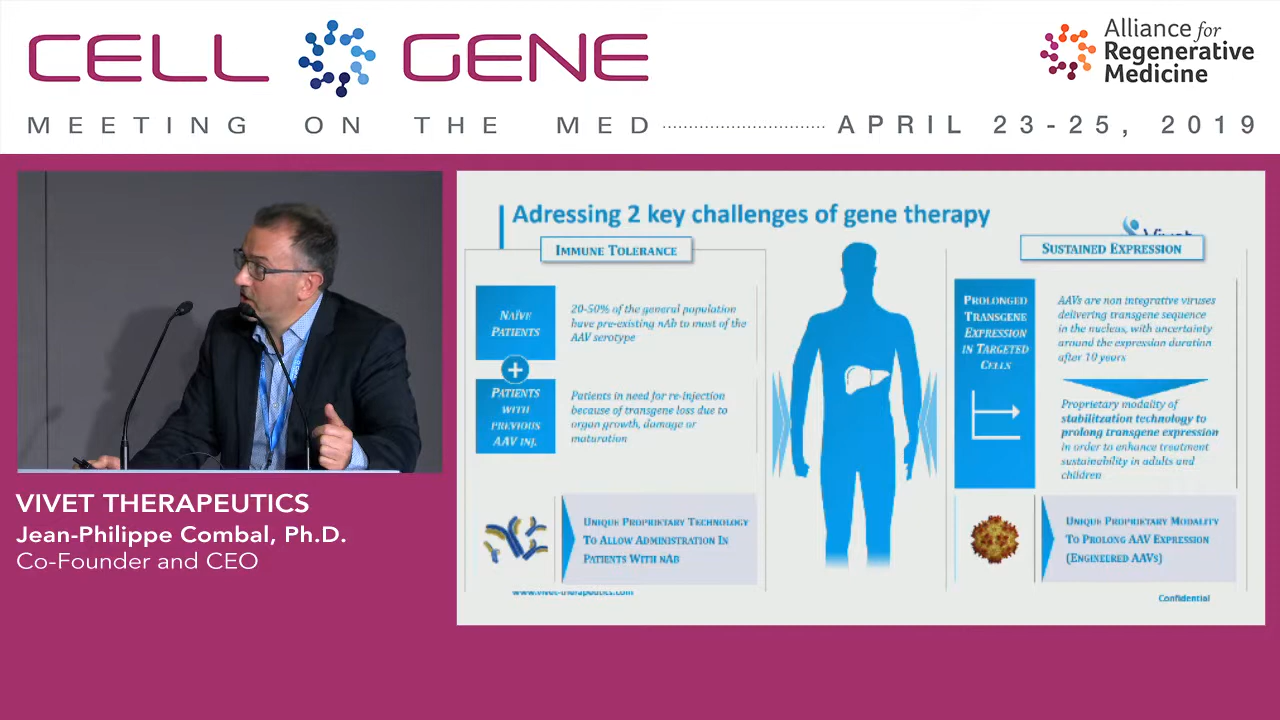 CELL GENE
MEETING ON THE MED
APRIL 23-25, 2019
Alliance for
Regenerative
Medicine
VIVET THERAPEUTICS
Jean-Philippe Combal, Ph.D.
Co-Founder and CEO
Adressing 2 key challenges of gene therapy
IMMUNE TOLERANCE
NAÏVE
PATIENTS
20-50% of the general population
have pre-existing nAb to most of the
AAV serotype
PATIENTS
WITH
PREVIOUS
AAV INJ.
Patients in need for re-injection
because of transgene loss due to
organ growth, damage or
maturation
UNIQUE PROPRIETARY TECHNOLOGY
TO ALLOW ADMINISTRATION IN
PATIENTS WITH NAB
www.vivet-therapeutics.com
Vivet
SUSTAINED EXPRESSION
PROLONGED
TRANSGENE
EXPRESSION
IN TARGETED
CELLS
AAVs are non integrative viruses
delivering transgene sequence
in the nucleus, with uncertainty
around the expression duration
after 10 years
Proprietary modality of
stabilitzation technology to
prolong transgene expression
in order to enhance treatment
sustainability in adults and
children
UNIQUE PROPRIETARY MODALITY
TO PROLONG AAV EXPRESSION
(ENGINEERED AAVS)
Confidential